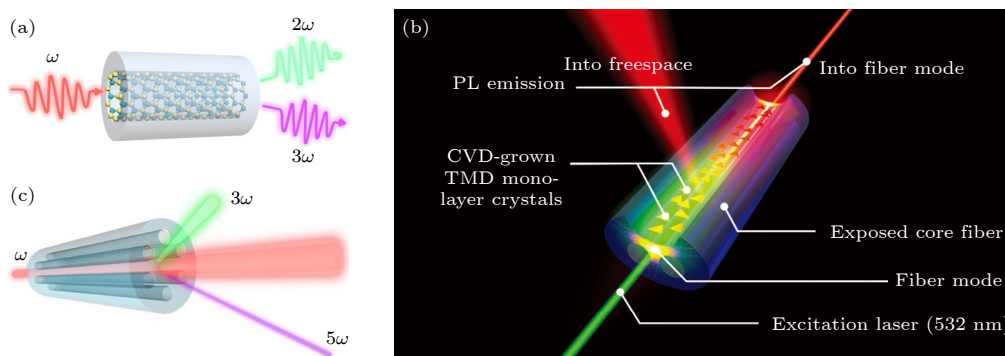 (a)
ω
2ω
3ω
(b)
Into freespace
PL emission
Into fiber mode
CVD-grown
TMD mono-
layer crystals
Exposed core fiber
Fiber mode
Excitation laser (532 nm)
(c)
ω
3ω
5ω